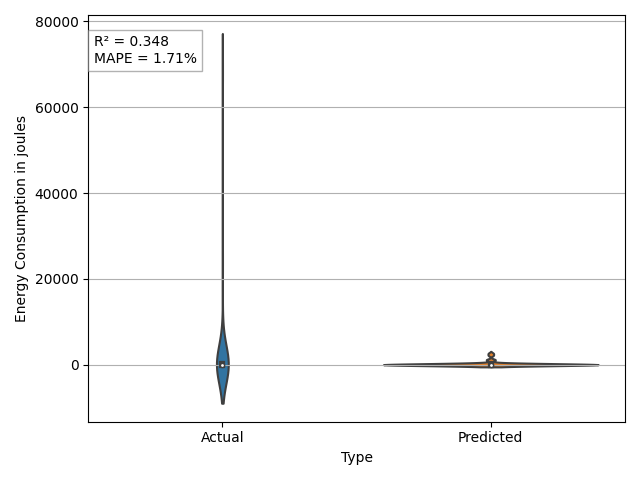 80000
R² = 0.348
MAPE = 1.71%
60000
40000
20000
0
Energy Consumption in joules
Actual
Predicted
Type